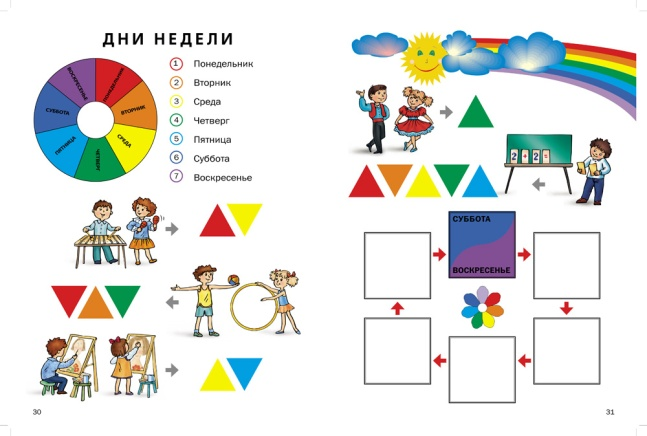 ДНИ НЕДЕЛИ
ПОНЕДЕЛЬНИК
ВТОРНИК
СРЕДА
ЧЕТВЕРГ
ПЯТНИЦА
СУББОТА
ВОСКРЕСЕНЬЕ
1 Понедельник
2 Вторник
3 Среда
4 Четверг
5 Пятница
6 Суббота
7 Воскресенье
2+2=
СУББОТА
ВОСКРЕСЕНЬЕ
30
31